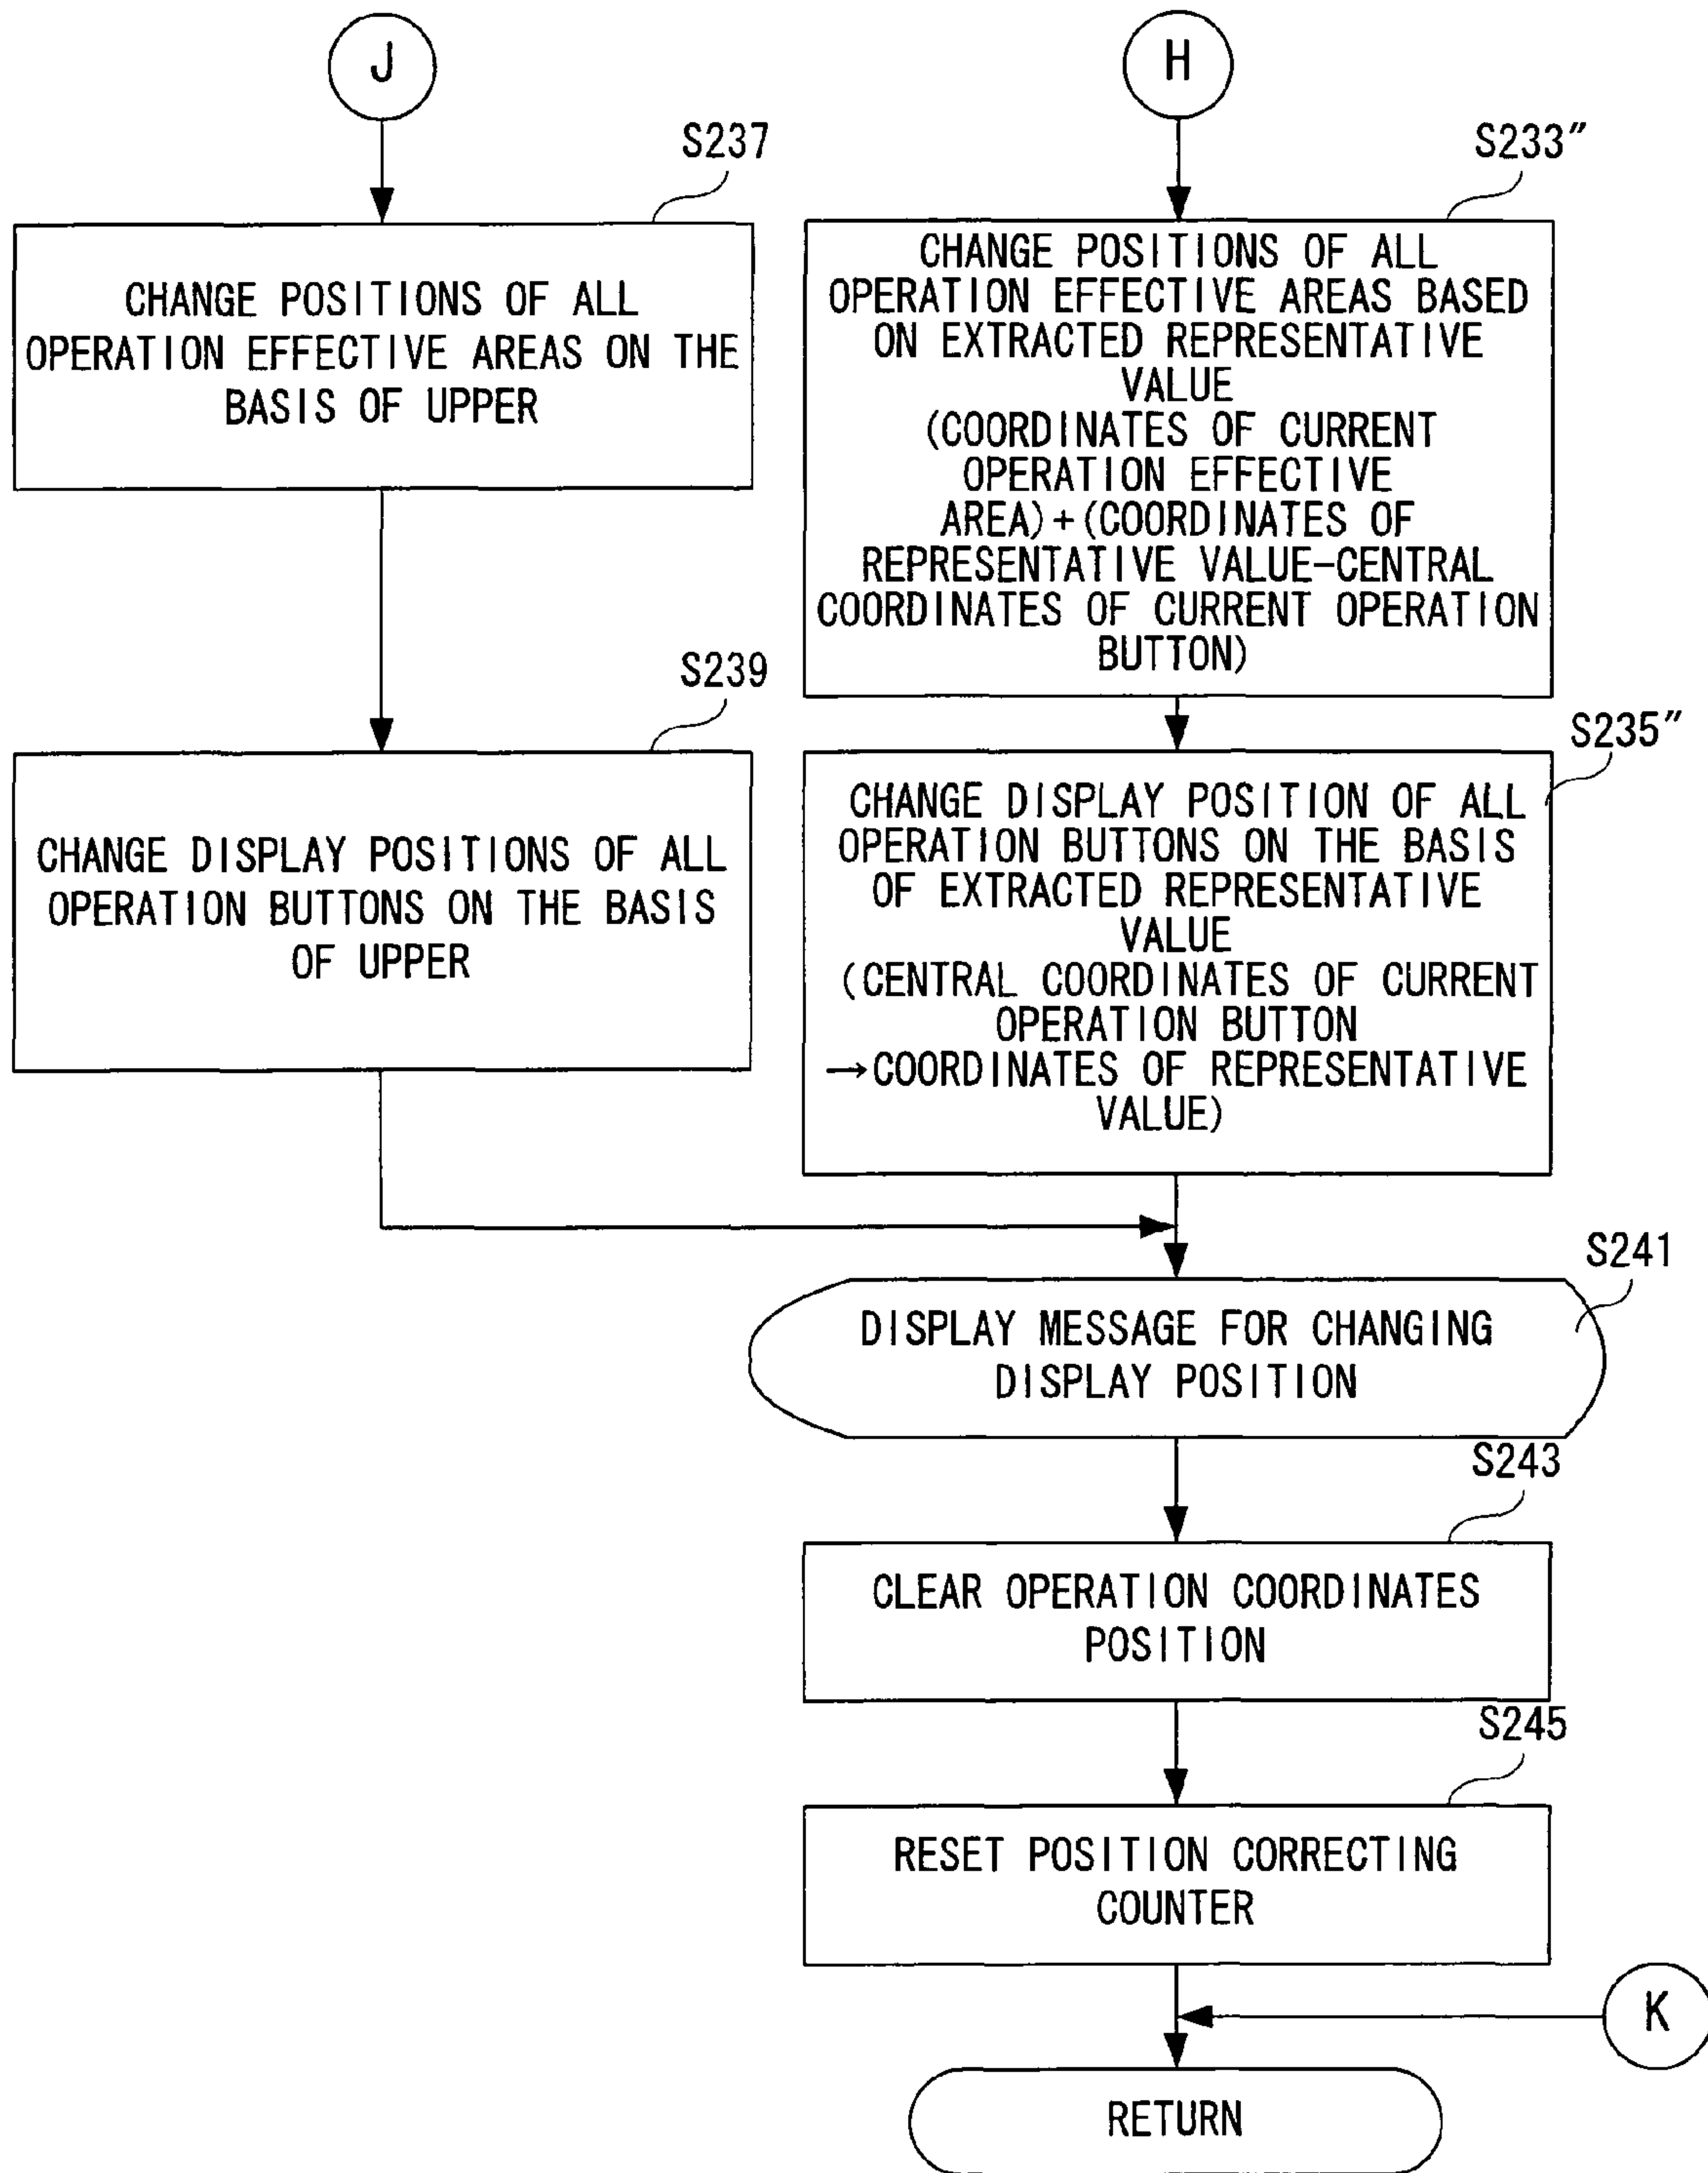 J
H
S237
S233"
CHANGE POSITIONS OF ALL
OPERATION EFFECTIVE AREAS ON THE
BASIS OF UPPER
CHANGE POSITIONS OF ALL
OPERATION EFFECTIVE AREAS BASED
ON EXTRACTED REPRESENTATIVE
VALUE
(COORDINATES OF CURRENT
OPERATION EFFECTIVE
AREA)+(COORDINATES OF
REPRESENTATIVE VALUE-CENTRAL
COORDINATES OF CURRENT OPERATION
BUTTON)
S239
S235"
CHANGE DISPLAY POSITIONS OF ALL
OPERATION BUTTONS ON THE BASIS
OF UPPER
CHANGE DISPLAY POSITION OF ALL
OPERATION BUTTONS ON THE BASIS
OF EXTRACTED REPRESENTATIVE
VALUE
(CENTRAL COORDINATES OF CURRENT
OPERATION BUTTON
→COORDINATES OF REPRESENTATIVE
VALUE)
S241
DISPLAY MESSAGE FOR CHANGING
DISPLAY POSITION
S243
CLEAR OPERATION COORDINATES
POSITION
S245
RESET POSITION CORRECTING
COUNTER
K
RETURN